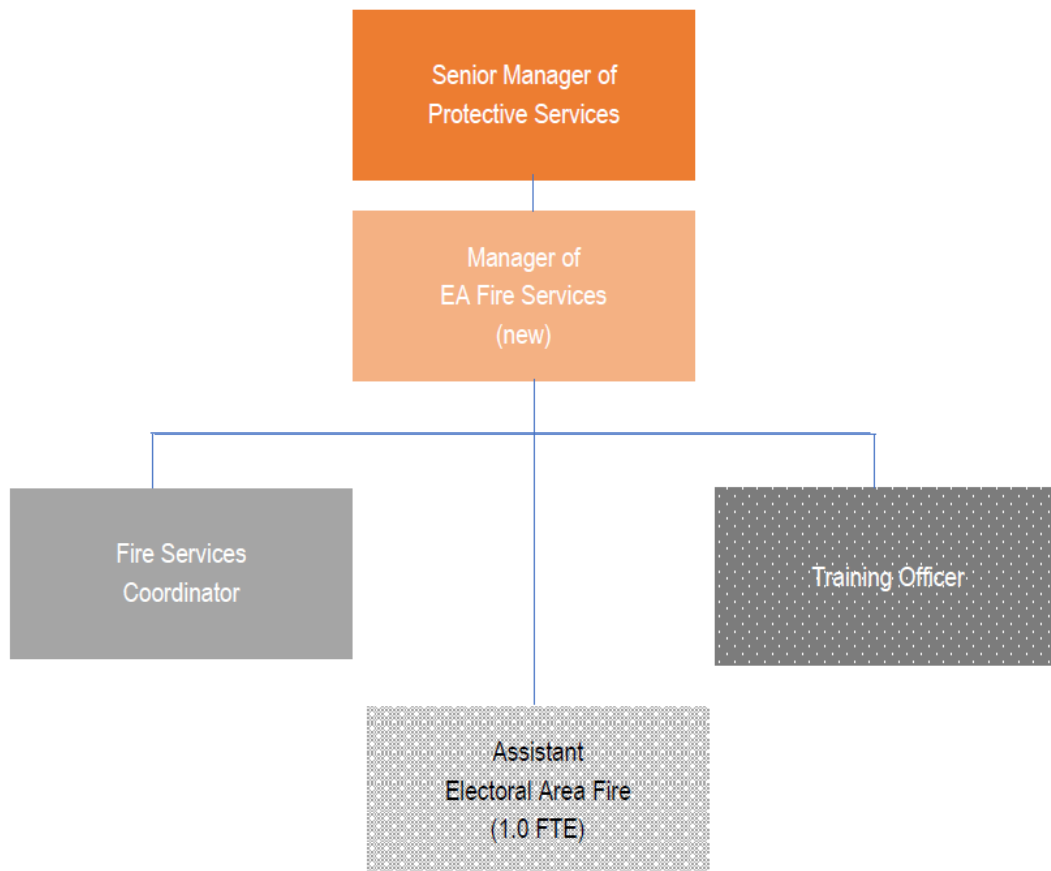 Senior Manager of
Protective Services
Manager of
EA Fire Services
(new)
Fire Services
Coordinator
Training Officer
Assistant
Electoral Area Fire
(1.0 FTE)